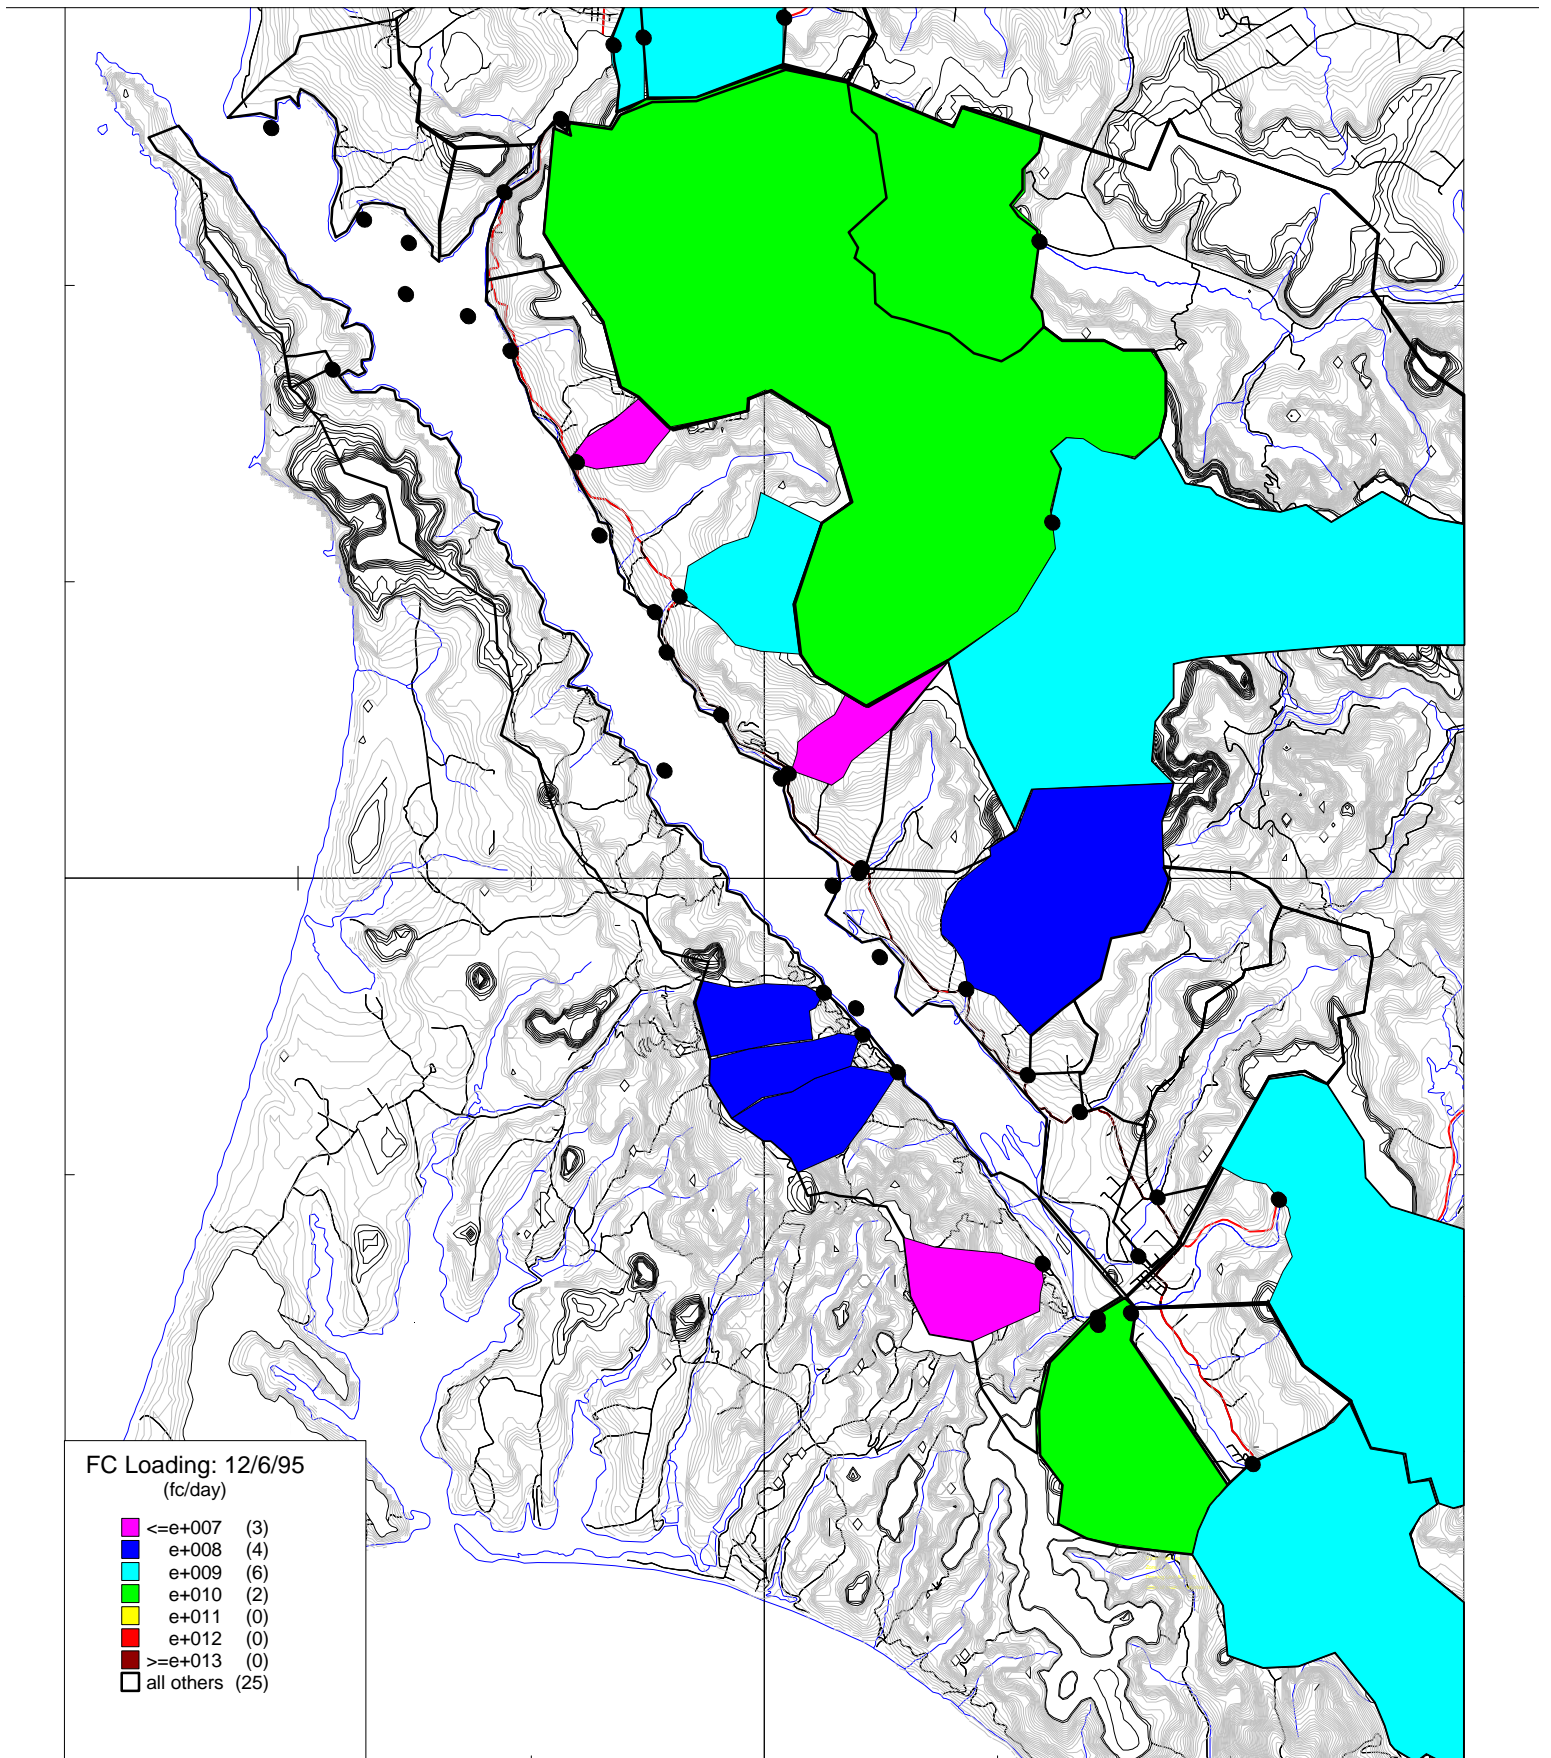 FC Loading: 12/6/95
(fc/day)
<=e+007 (3)
e+008 (4)
e+009 (6)
e+010 (2)
e+011 (0)
e+012 (0)
>=e+013 (0)
all others (25)